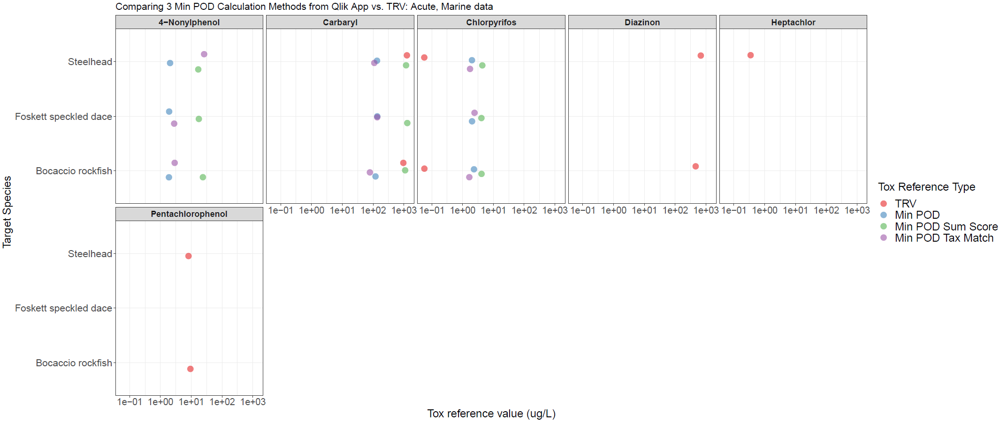 Comparing 3 Min POD Calculation Methods from Qlik App vs. TRV: Acute, Marine data
4−Nonylphenol
Carbaryl
Chlorpyrifos
Diazinon
Heptachlor
Steelhead
Foskett speckled dace
Bocaccio rockfish
1e−01 1e+00 1e+01 1e+02 1e+03
1e−01 1e+00 1e+01 1e+02 1e+03
1e−01 1e+00 1e+01 1e+02 1e+03
1e−01 1e+00 1e+01 1e+02 1e+03
Pentachlorophenol
Steelhead
Foskett speckled dace
Bocaccio rockfish
1e−01 1e+00 1e+01 1e+02 1e+03
Target Species
Tox reference value (ug/L)
Tox Reference Type
TRV
Min POD
Min POD Sum Score
Min POD Tax Match